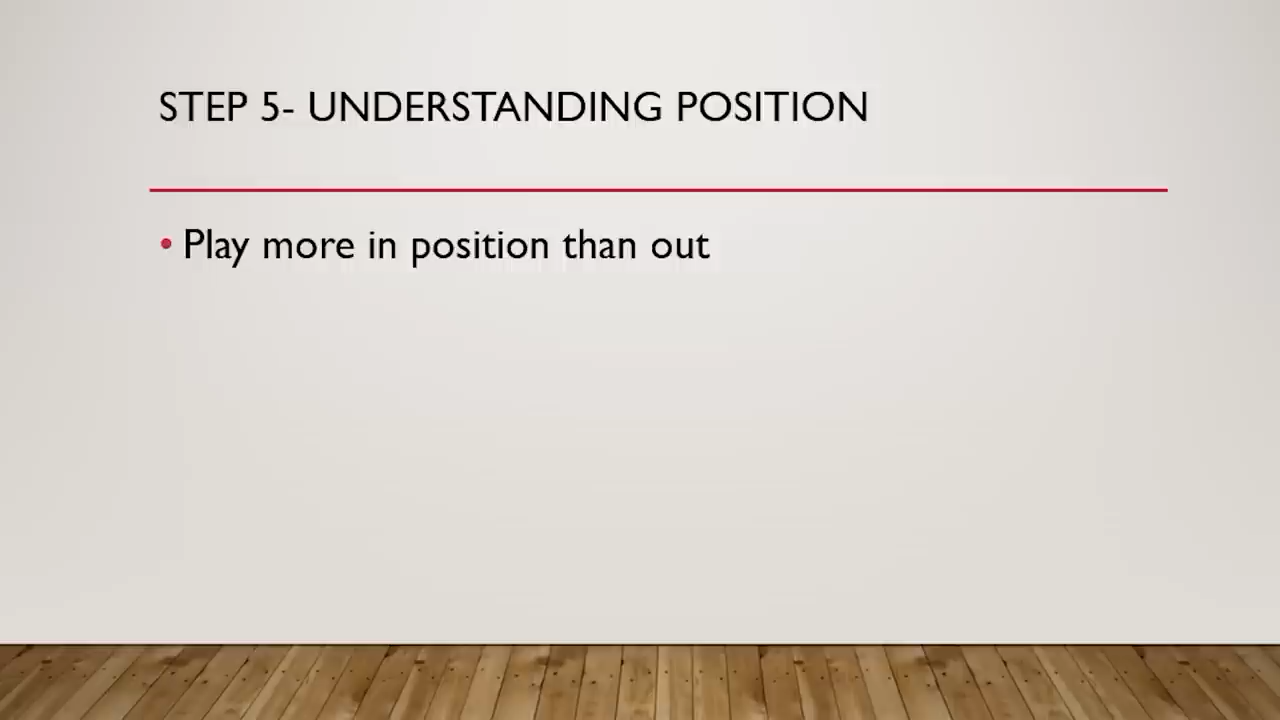 STEP 5- UNDERSTANDING POSITION
• Play more in position than out